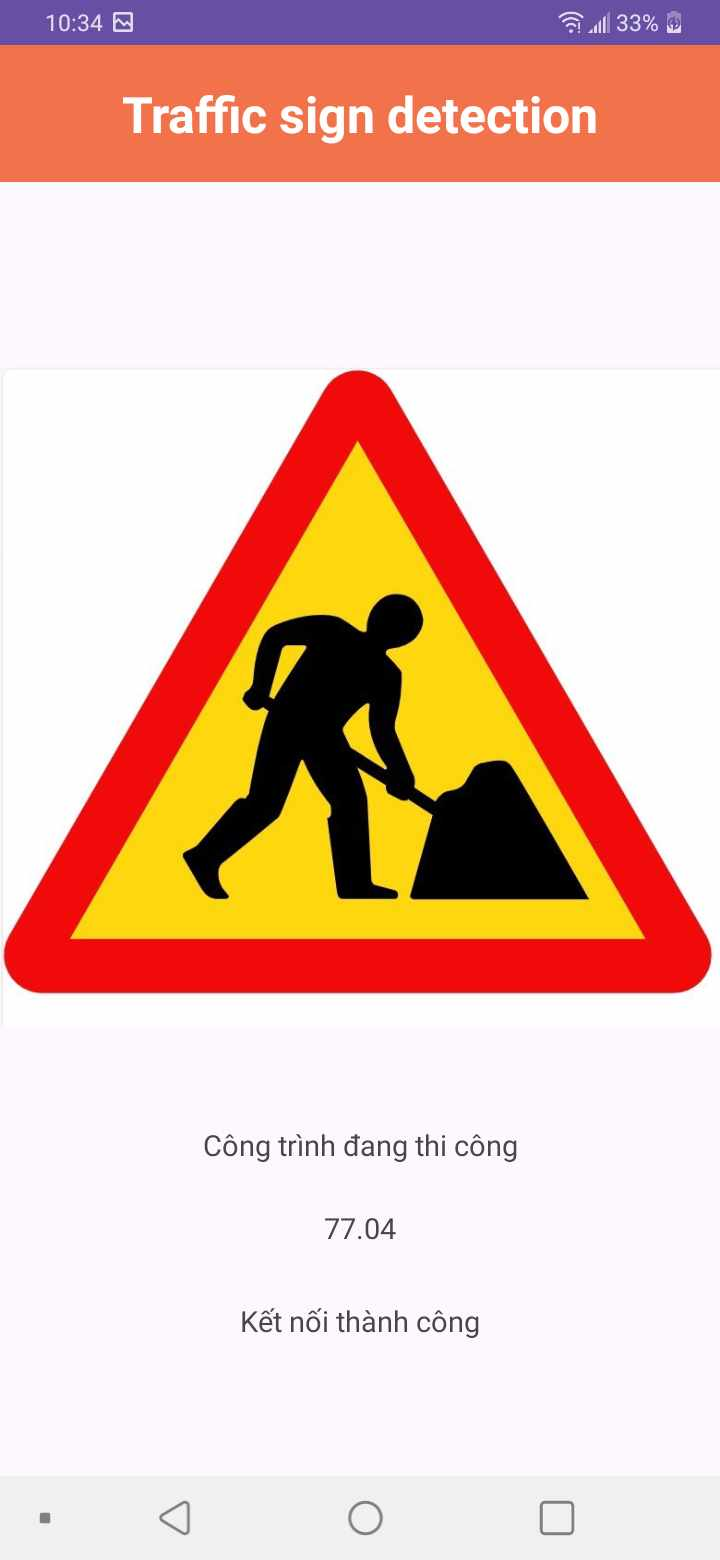 10:34
33%
Traffic sign detection
Công trình đang thi công
77.04
Kết nối thành công